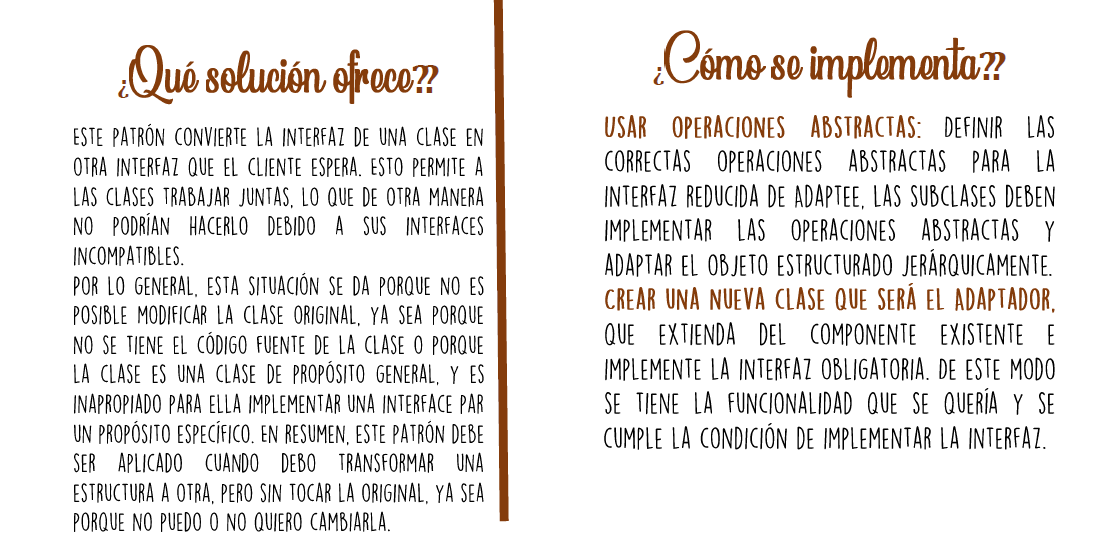 ¿Qué solución ofrece??
ESTE PATRÓN CONVIERTE LA INTERFAZ DE UNA CLASE EN
OTRA INTERFAZ QUE EL CLIENTE ESPERA. ESTO PERMITE A
LAS CLASES TRABAJAR JUNTAS, LO QUE DE OTRA MANERA
NO PODRÍAN HACERLO DEBIDO A SUS INTERFACES
INCOMPATIBLES.
POR LO GENERAL, ESTA SITUACIÓN SE DA PORQUE NO ES
POSIBLE MODIFICAR LA CLASE ORIGINAL, YA SEA PORQUE
NO SE TIENE EL CÓDIGO FUENTE DE LA CLASE O PORQUE
LA CLASE ES UNA CLASE DE PROPÓSITO GENERAL, Y ES
INAPROPIADO PARA ELLA IMPLEMENTAR UNA INTERFACE PAR
UN PROPÓSITO ESPECÍFICO. EN RESUMEN, ESTE PATRÓN DEBE
SER APLICADO CUANDO DEBO TRANSFORMAR UNA
ESTRUCTURA A OTRA, PERO SIN TOCAR LA ORIGINAL, YA SEA
PORQUE NO PUEDO O NO QUIERO CAMBIARLA.
¿Cómo se implementa??
USAR OPERACIONES ABSTRACTAS: DEFINIR LAS
CORRECTAS OPERACIONES ABSTRACTAS PARA LA
INTERFAZ REDUCIDA DE ADAPTEE, LAS SUBCLASES DEBEN
IMPLEMENTAR LAS OPERACIONES ABSTRACTAS Y
ADAPTAR EL OBJETO ESTRUCTURADO JERÁRQUICAMENTE.
CREAR UNA NUEVA CLASE QUE SERÁ EL ADAPTADOR,
QUE EXTIENDA DEL COMPONENTE EXISTENTE E
IMPLEMENTE LA INTERFAZ OBLIGATORIA. DE ESTE MODO
SE TIENE LA FUNCIONALIDAD QUE SE QUERÍA Y SE
CUMPLE LA CONDICIÓN DE IMPLEMENTAR LA INTERFAZ.